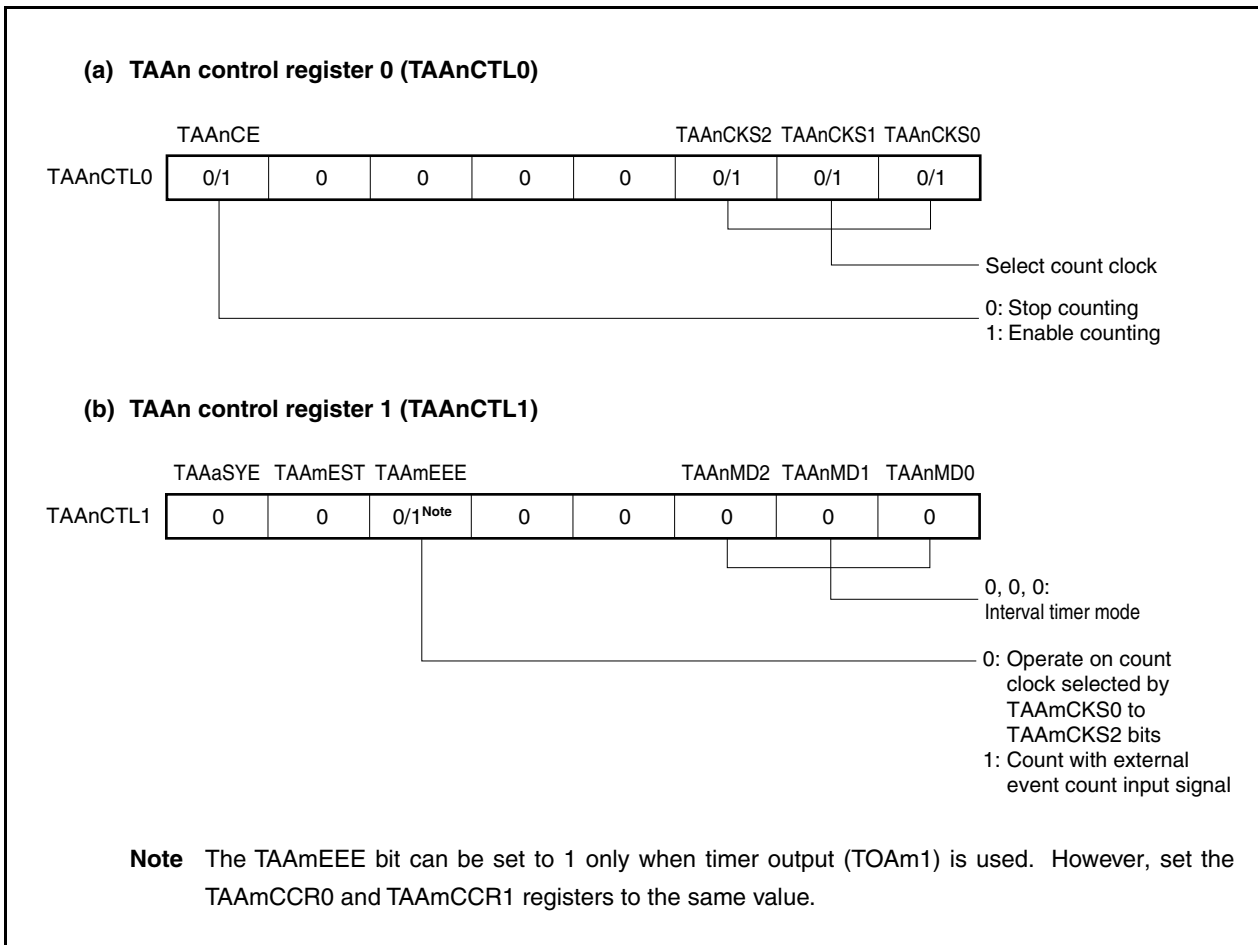 (a) TAAn control register 0 (TAAnCTL0)
TAAnCE TAAnCKS2 TAAnCKS1 TAAnCKS0
TAAnCTL0 0/1 0 0 0 0 0/1 0/1 0/1
Select count clock
0: Stop counting
1: Enable counting
(b) TAAn control register 1 (TAAnCTL1)
TAAaSYE TAAmEST TAAmEEE TAAnMD2 TAAnMD1 TAAnMD0
TAAnCTL1 0 0 0/1Note 0 0 0 0 0
0, 0, 0:
Interval timer mode
0: Operate on count
clock selected by
TAAmCKS0 to
TAAmCKS2 bits
1: Count with external
event count input signal
Note The TAAmEEE bit can be set to 1 only when timer output (TOAm1) is used. However, set the
TAAmCCR0 and TAAmCCR1 registers to the same value.